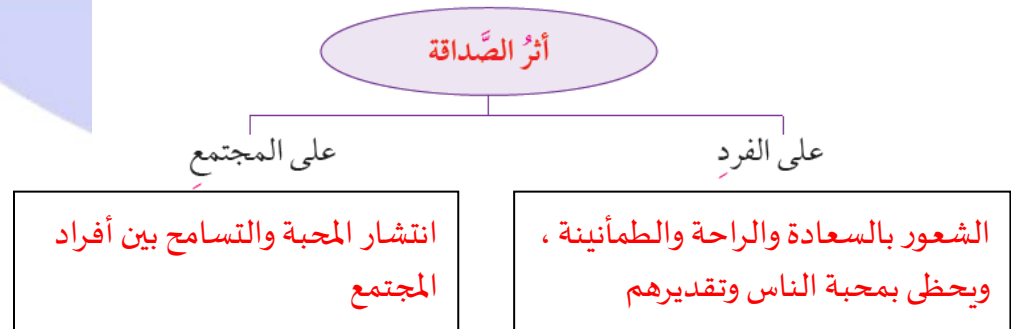 أثرُ الصَّداقة
على الفردِ
على المجتمعِ
الشعور بالسعادة والراحة والطمأنينة ،
ويحظى بمحبة الناس وتقديرهم
انتشار المحبة والتسامح بين أفراد
المجتمع